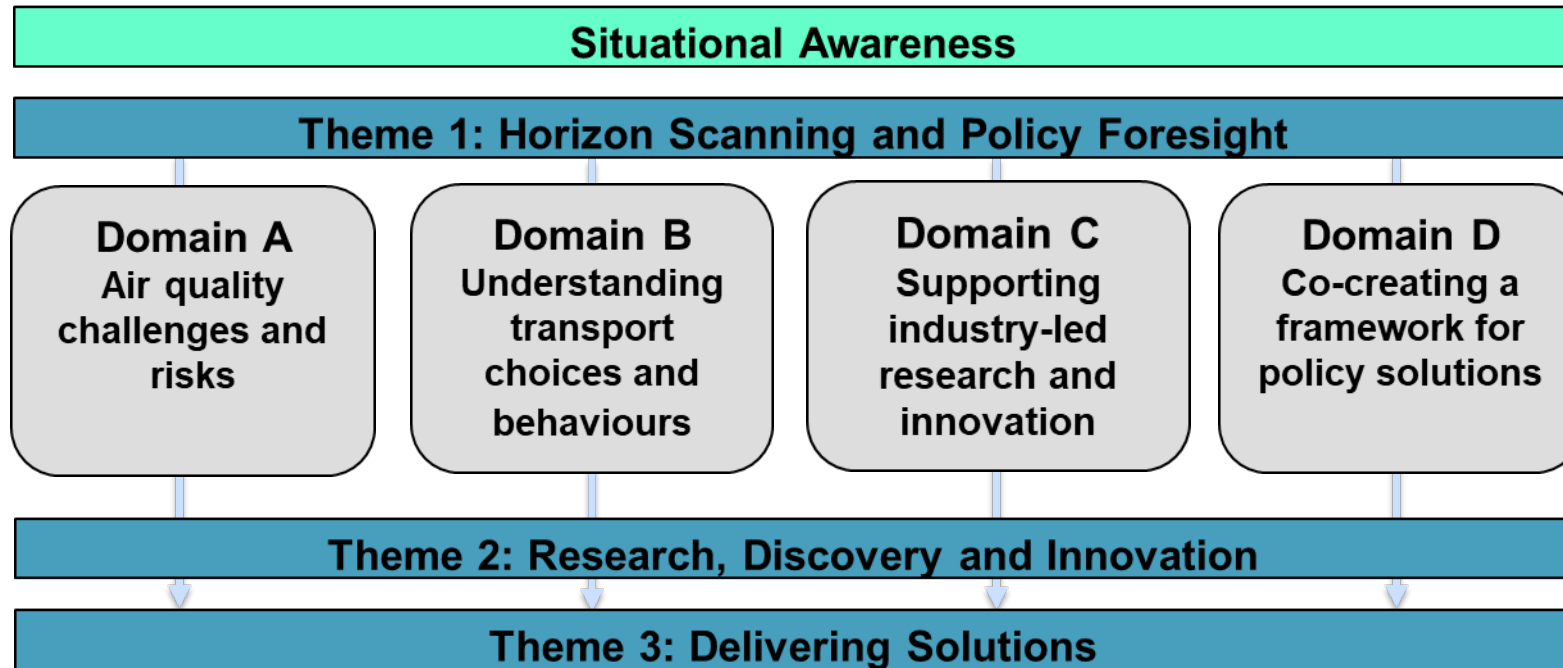 Situational Awareness
Theme 1: Horizon Scanning and Policy Foresight
Domain A
Air quality
challenges and
risks
Domain B
Understanding
transport
choices and
behaviours
Domain C
Supporting
industry-led
research and
innovation
Domain D
Co-creating a
framework for
policy solutions
Theme 2: Research, Discovery and Innovation
Theme 3: Delivering Solutions